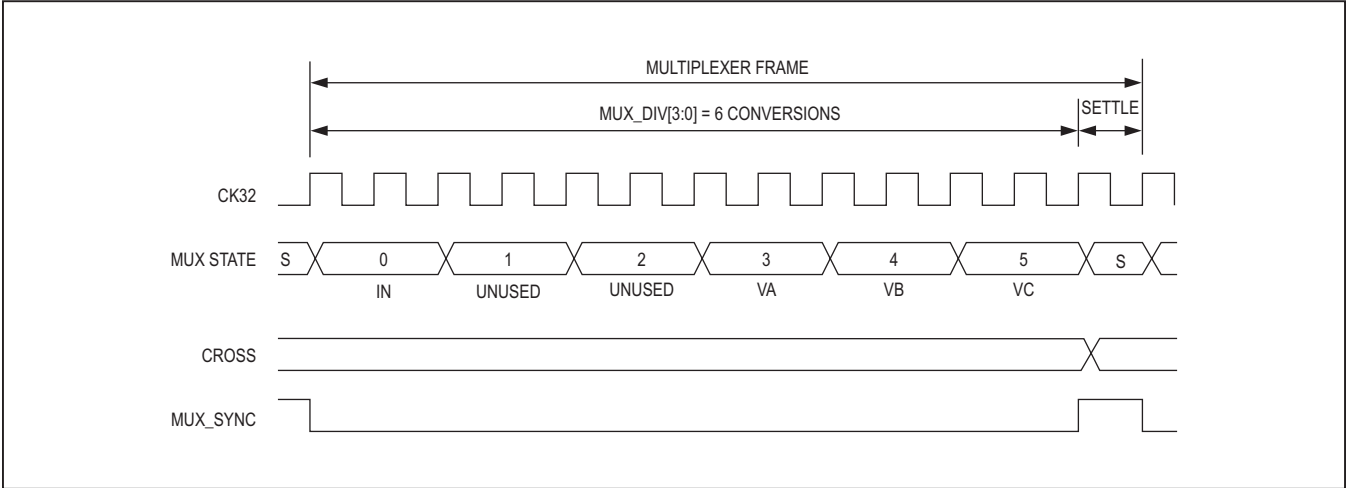 MULTIPLEXER FRAME
MUX_DIV[3:0] = 6 CONVERSIONS
SETTLE
CK32
MUX STATE S 0 1 2 3 4 5 S
IN UNUSED UNUSED VA VB VC
CROSS
MUX_SYNC